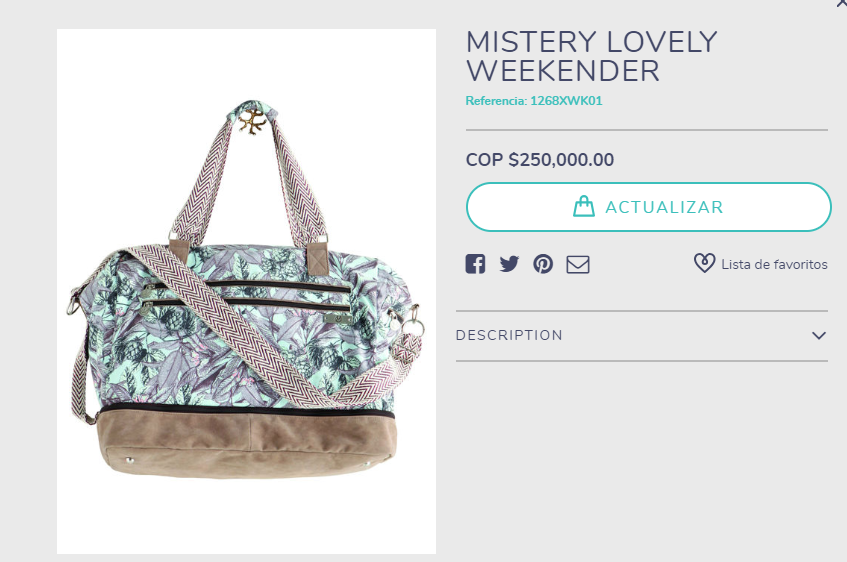 MISTERY LOVELY
WEEKENDER
Referencia: 1268XWK01
COP $250,000.00
ACTUALIZAR
Lista de favoritos
DESCRIPTION